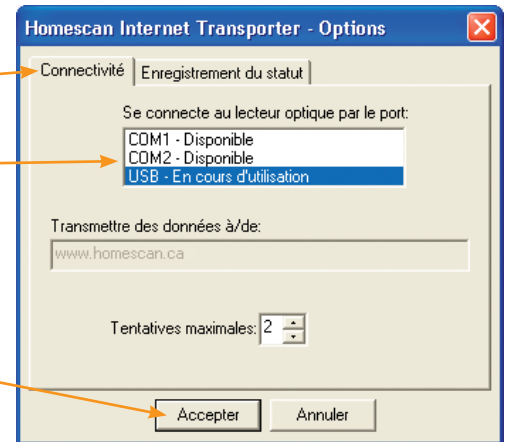 Homescan Internet Transporter - Options
Connectivité Enregistrement du statut
Se connecte au lecteur optique par le port:
COM1 - Disponible
COM2 - Disponible
USB - En cours d'utilisation
Transmettre des données à/de:
www.homescan.ca
Tentatives maximales: 2
Accepter Annuler